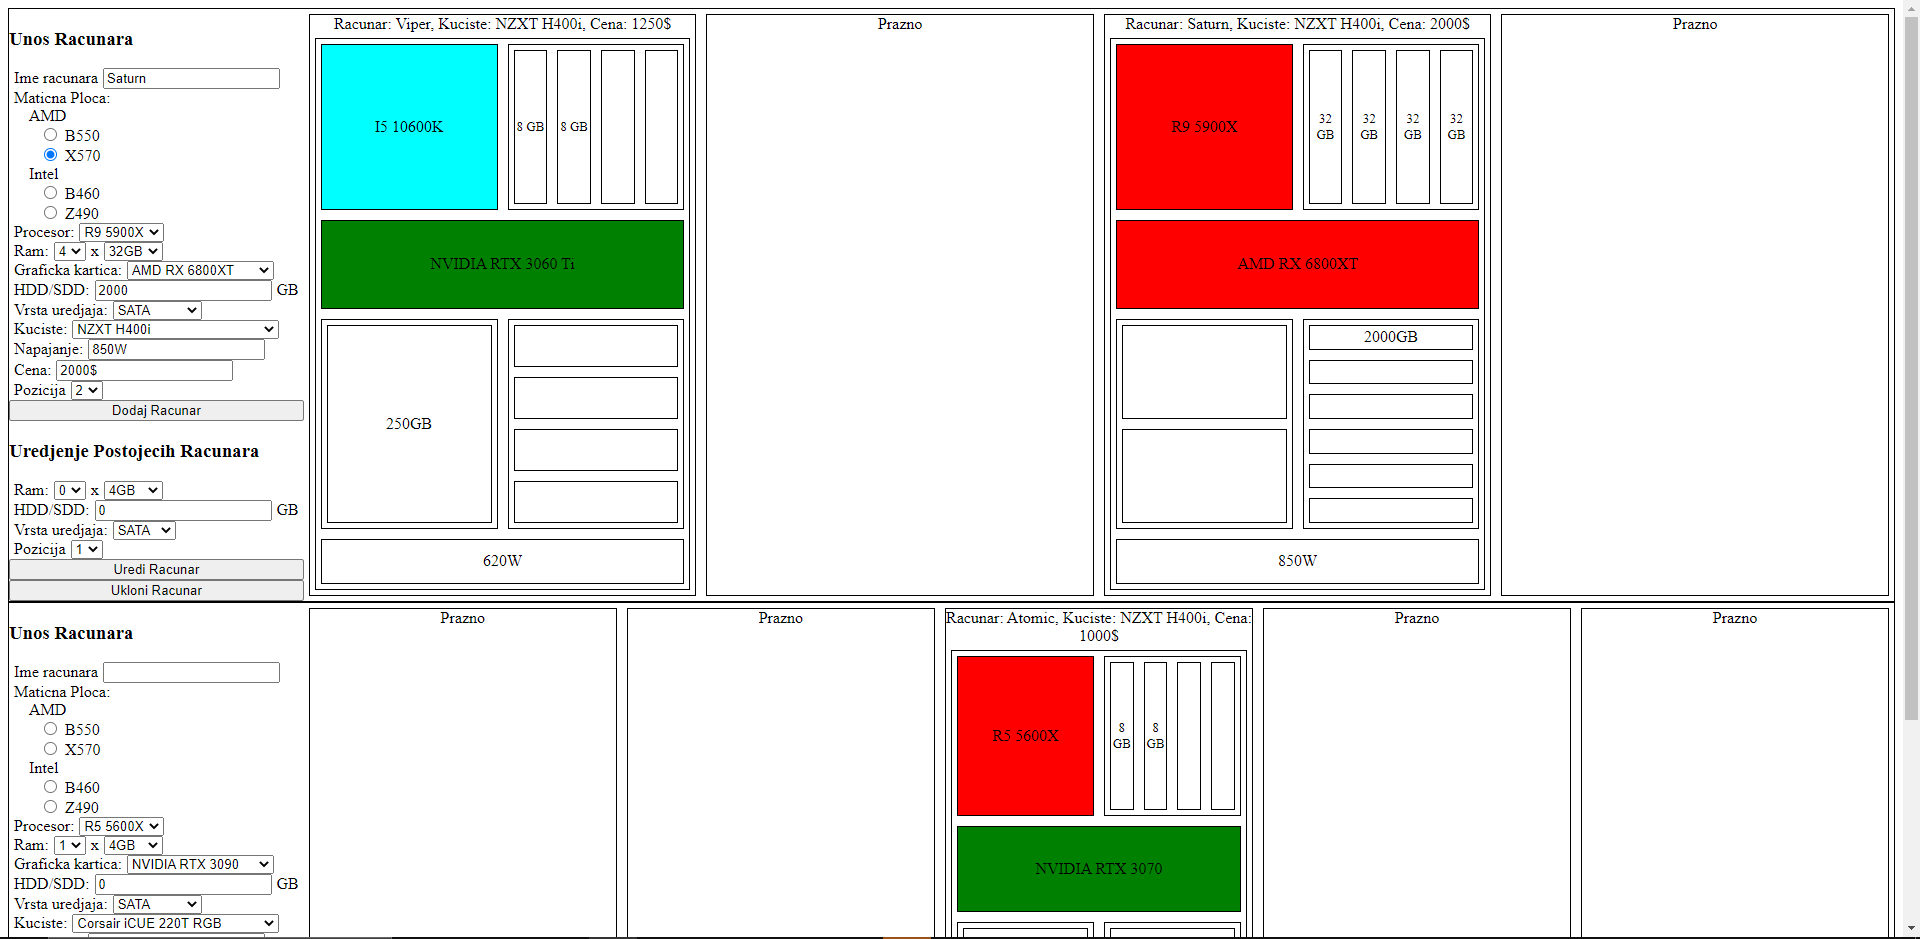 Unos Racunara
Ime racunara Saturn
Maticna Ploca:
AMD
B550
X570
Intel
B460
Z490
Procesor: R9 5900X
Ram: 4 x 32GB
Graficka kartica: AMD RX 6800XT
HDD/SDD: 2000 GB
Vrsta uredjaja: SATA
Kuciste: NZXT H400i
Napajanje: 850W
Cena: 2000$
Pozicija 2
Dodaj Racunar
Uredjenje Postojecih Racunara
Ram: 0 x 4GB
HDD/SDD: 0 GB
Vrsta uredjaja: SATA
Pozicija 1
Uredi Racunar
Ukloni Racunar
Racunar: Viper, Kuciste: NZXT H400i, Cena: 1250$
I5 10600K
8 GB
8 GB
NVIDIA RTX 3060 Ti
250GB
620W
Prazno
Racunar: Saturn, Kuciste: NZXT H400i, Cena: 2000$
R9 5900X
32
GB
32
GB
32
GB
32
GB
AMD RX 6800XT
2000GB
850W
Prazno
Unos Racunara
Ime racunara
Maticna Ploca:
AMD
B550
X570
Intel
B460
Z490
Procesor: R5 5600X
Ram: 1 x 4GB
Graficka kartica: NVIDIA RTX 3090
HDD/SDD: 0 GB
Vrsta uredjaja: SATA
Kuciste: Corsair iCUE 220T RGB
Prazno
Prazno
Racunar: Atomic, Kuciste: NZXT H400i, Cena:
1000$
R5 5600X
8
GB
8
GB
NVIDIA RTX 3070
Prazno
Prazno